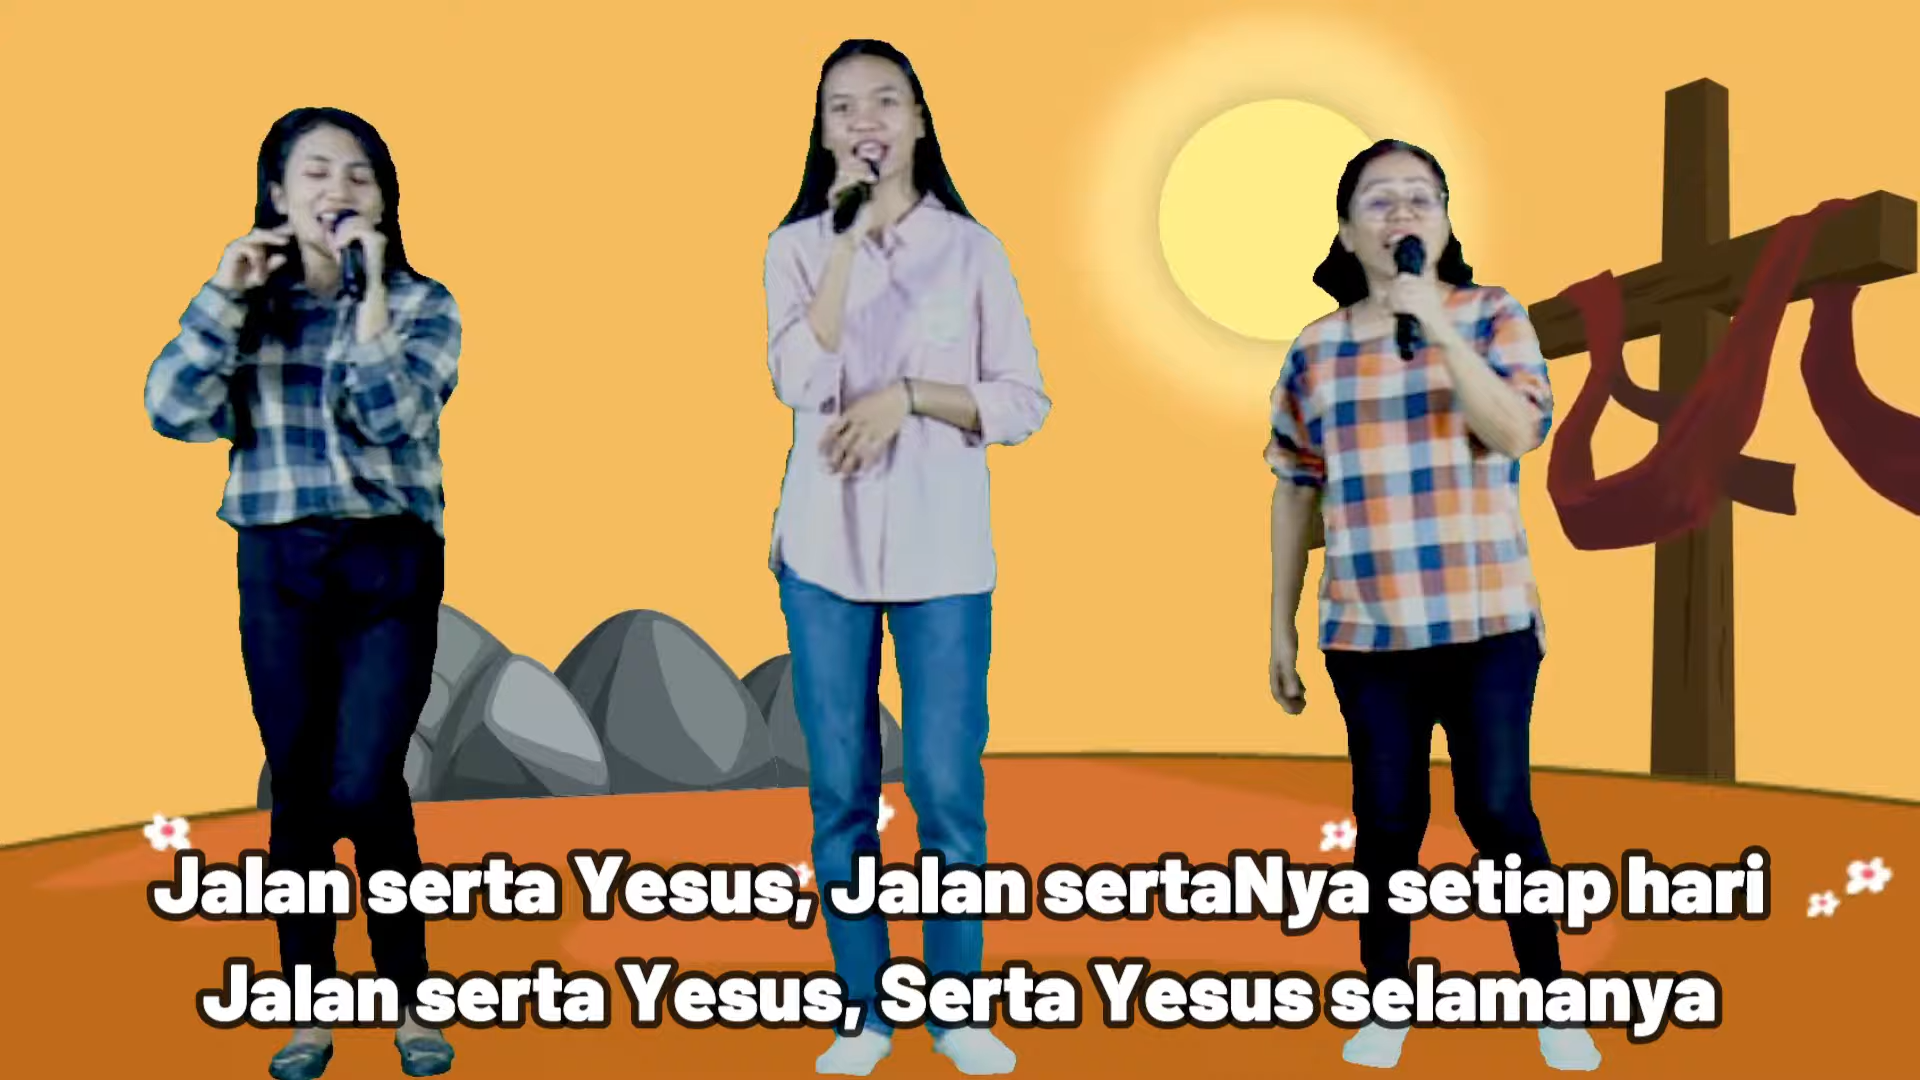 Jalan serta Yesus, Jalan sertaNya setiap hari
Jalan serta Yesus, Serta Yesus selamanya